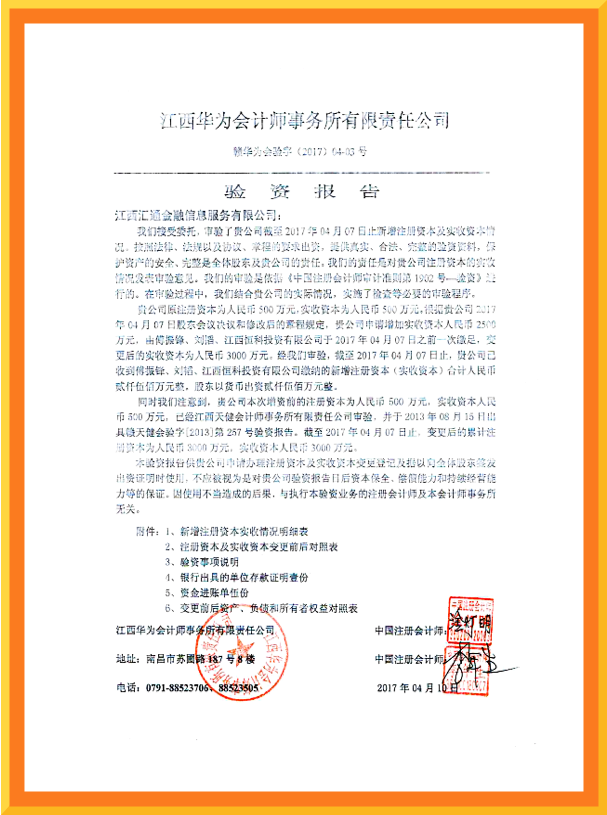 江西华为会计师事务所有限责任公司
赣华为会验字（2017）04-03 号
验 资 报 告
江西汇通金融信息服务有限公司：
我们接受委托，审验了贵公司截至 2017 年 04 月 07 日止新增注册资本及实收资本情
况。按照法律、法规以及协议、章程的要求出资，提供真实、合法、完整的验资资料，保
护资产的安全、完整是全体股东及贵公司的责任，我们的责任是对贵公司注册资本的实收
情况发表审验意见。我们的审验是依据《中国注册会计师审计准则第 1602 号—验资》进
行的。在审验过程中，我们结合贵公司的实际情况，实施了检查等必要的审验程序。
贵公司原注册资本为人民币 500 万元，实收资本为人民币 500 万元，根据贵公司 2017
年 04 月 07 日股东会议决议和修改后的章程规定，贵公司申请增加实收资本人民币 2500
万元，由傅振锋、刘韬、江西恒科投资有限公司于 2017 年 04 月 07 日之前一次缴足，变
更后的实收资本为人民币 3000 万元。经我们审验，截至 2017 年 04 月 07 日止，贵公司已
收到傅振锋、刘韬、江西恒科投资有限公司缴纳的新增注册资本（实收资本）合计人民币
贰仟伍佰万元整，股东以货币出资贰仟伍佰万元整。
同时我们注意到，贵公司本次增资前的注册资本为人民币 500 万元，实收资本人民
币 500 万元，已经江西天健会计师事务所有限责任公司审验，并于 2013 年 08 月 15 日出
具赣天健会验字[2013]第 257 号验资报告。截至 2017 年 04 月 07 日止，变更后的累计注
册资本为人民币 3000 万元，实收资本人民币 3000 万元。
本验资报告供贵公司申请办理注册资本及实收资本变更登记及据以向全体股东签发
出资证明时使用，不应被视为是对贵公司验资报告日后资本保全、偿债能力和持续经营能
力等的保证。因使用不当造成的后果，与执行本验资业务的注册会计师及本会计师事务所
无关。
附件：1、新增注册资本实收情况明细表
2、注册资本及实收资本变更前后对照表
3、验资事项说明
4、银行出具的单位存款证明壹份
5、资金进账单伍份
6、变更前后资产、负债和所有者权益对照表
江西华为会计师事务所有限责任公司 中国注册会计师：
地址：南昌市苏圃路 187 号 8 楼 中国注册会计师：
电话：0791-88523706、88523505 2017 年 04 月 10 日